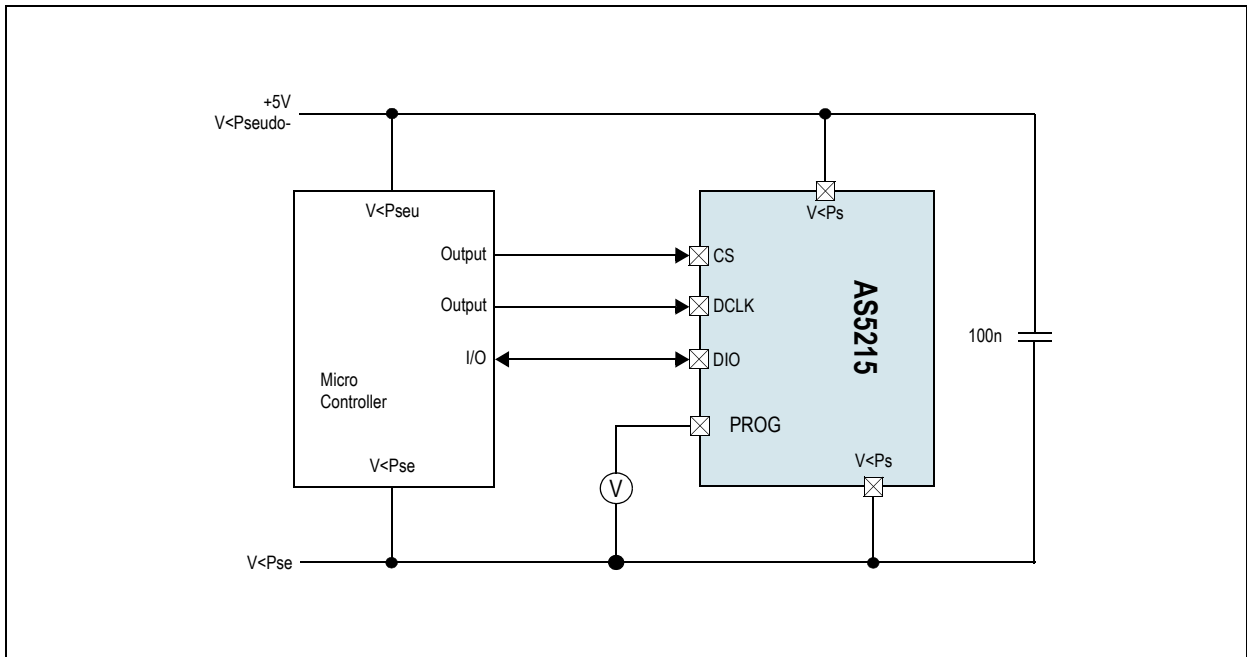 +5V
V<Pseudo-
V<Pseu
V<Ps
Output
CS
Output
DCLK
AS5215
100n
I/O
DIO
Micro
Controller
PROG
V<Pse
V<Ps
V
V<Pse